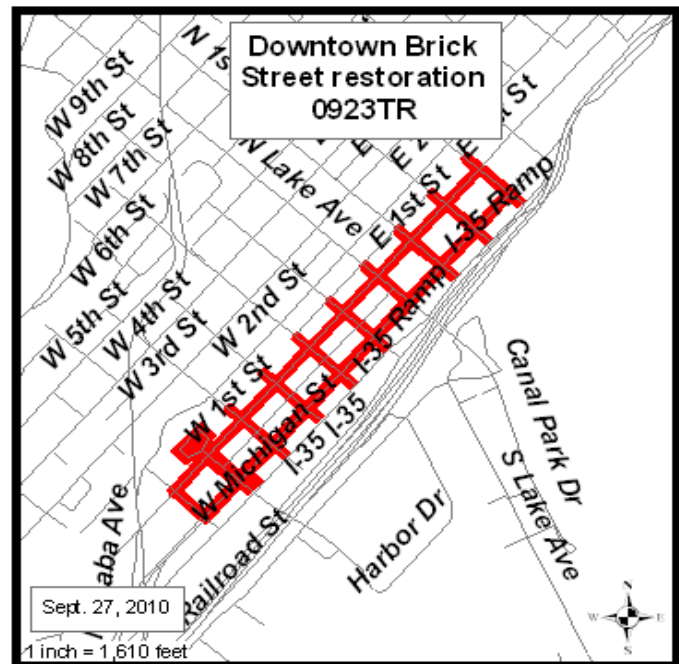 Downtown Brick
Street restoration
0923TR
W 9th St
W 8th St
W 7th St
W 6th St
W 5th St
W 4th St
W 3rd St
W 2nd St
W 1st St
N Lake Ave
E 1st St
I-35 Ramp
I-35 Ramp
W Michigan St
I-35 I-35
Railroad St
Harbor Dr
Canal Park Dr
S Lake Ave
Sept. 27, 2010
1 inch = 1,610 feet
N
W
E
S